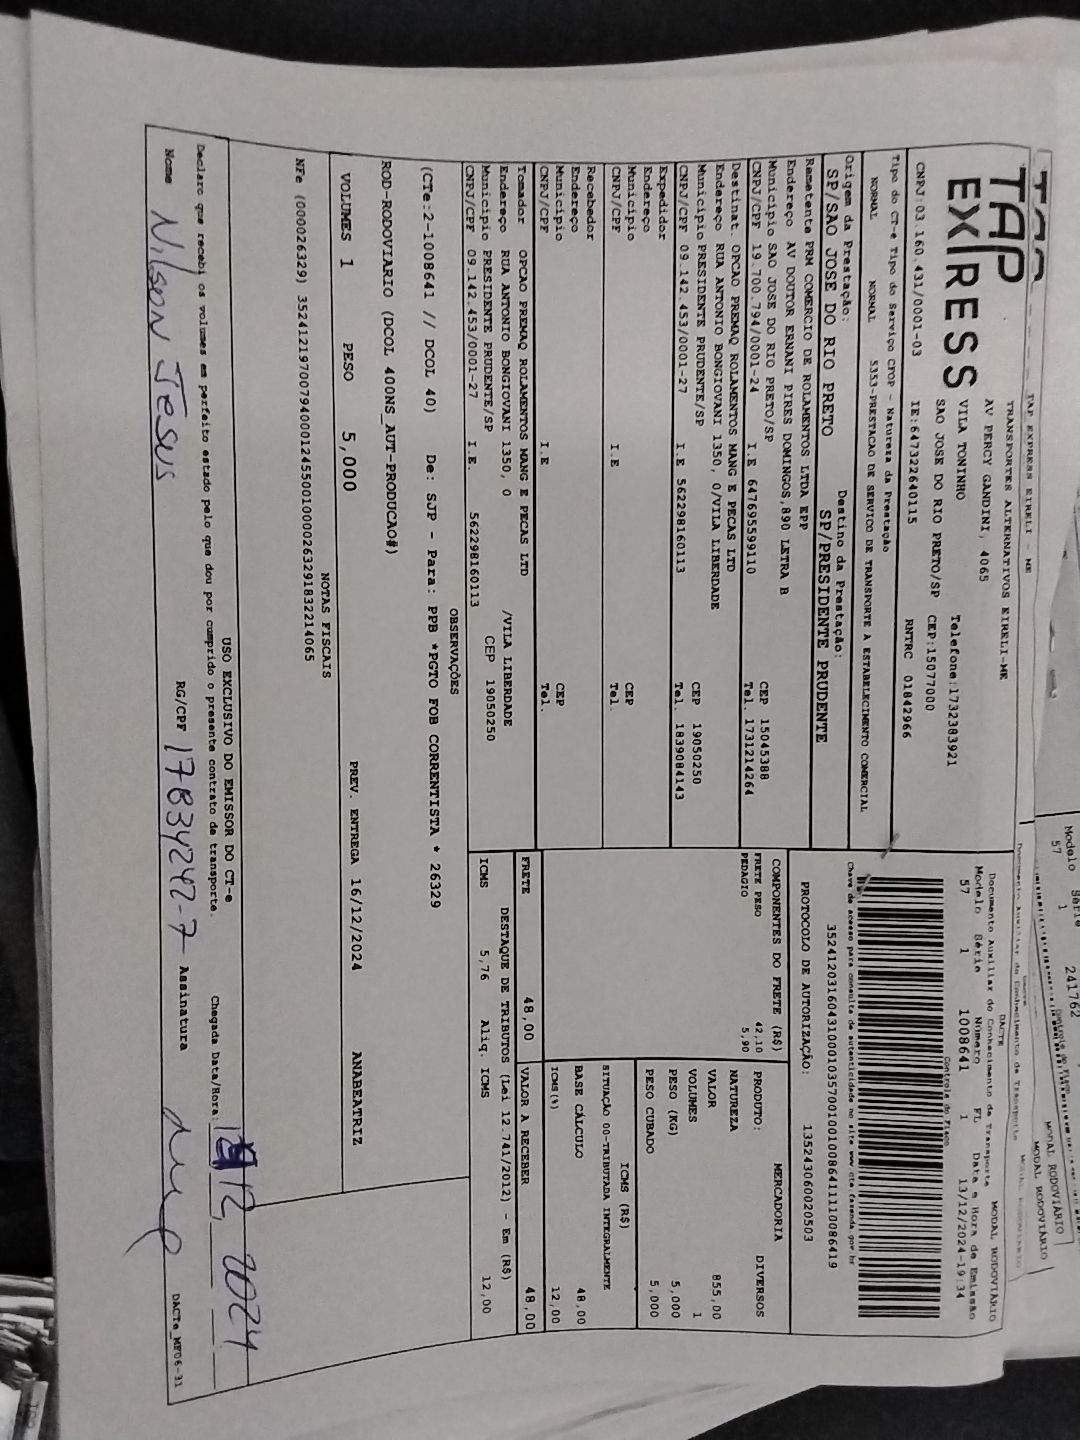 TAP EXPRESS EIRELI - ME
TAP
EXPRESS
TRANSPORTES ALTERNATIVOS EIRELI-ME
AV PERCY GANDINI, 4065
VILA TONINHO Telefone:1732383921
SAO JOSE DO RIO PRETO/SP CEP:15077000
CNPJ:03.160.431/0001-03 IE:647322640115 RNTRC 01842966
Tipo do CT-e Tipo do Serviço CFOP - Natureza da Prestação
NORMAL NORMAL 5353-PRESTACAO DE SERVICO DE TRANSPORTE A ESTABELECIMENTO COMERCIAL
Origem da Prestação: Destino da Prestação:
SP/SAO JOSE DO RIO PRETO SP/PRESIDENTE PRUDENTE
Remetente PRM COMERCIO DE ROLAMENTOS LTDA EPP
Endereço AV DOUTOR ERNANI PIRES DOMINGOS,890 LETRA B
Município SAO JOSE DO RIO PRETO/SP CEP 15045388
CNPJ/CPF 19.700.794/0001-24 I.E 647695599110 Tel. 1731214264
Destinat. OPCAO PREMAQ ROLAMENTOS MANG E PECAS LTD
Endereço RUA ANTONIO BONGIOVANI 1350, 0/VILA LIBERDADE
Município PRESIDENTE PRUDENTE/SP CEP 19050250
CNPJ/CPF 09.142.453/0001-27 I.E 562298160113 Tel. 1839084143
Expedidor
Endereço
Município CEP
CNPJ/CPF I.E Tel.
Recebedor
Endereço
Município CEP
CNPJ/CPF I.E Tel.
Tomador OPCAO PREMAQ ROLAMENTOS MANG E PECAS LTD
Endereço RUA ANTONIO BONGIOVANI 1350, 0 /VILA LIBERDADE
Município PRESIDENTE PRUDENTE/SP CEP 19050250
CNPJ/CPF 09.142.453/0001-27 I.E. 562298160113
Modelo Série
57 1 241762
MODAL RODOVIÁRIO
MODAL RODOVIÁRIO
DACTE MODAL RODOVIÁRIO
Documento Auxiliar do Conhecimento de Transporte
Modelo Série Número FL Data e Hora de Emissão
57 1 1008641 1 13/12/2024-19:34
Controle do Fisco
35241203160431000103570010010086411110086419
Chave de acesso para consulta de autenticidade no site www.cte.fazenda.gov.br
PROTOCOLO DE AUTORIZAÇÃO: 135243060020503
COMPONENTES DO FRETE (R$)
FRETE PESO 42,10
PEDAGIO 5,90
MERCADORIA
PRODUTO: DIVERSOS
NATUREZA
VALOR 855,00
VOLUMES 1
PESO (KG) 5,000
PESO CUBADO 5,000
ICMS (R$)
SITUAÇÃO 00-TRIBUTADA INTEGRALMENTE
BASE CÁLCULO 48,00
ICMS(%) 12,00
FRETE 48,00 VALOR A RECEBER 48,00
DESTAQUE DE TRIBUTOS (Lei 12.741/2012) - Em (R$)
ICMS 5,76 Aliq. ICMS 12,00
OBSERVAÇÕES
(CTe:2-1008641 // DCOL 40) De: SJP - Para: PPB *PGTO FOB CORRENTISTA * 26329
ROD-RODOVIARIO (DCOL 400NS_AUT-PRODUCAO#)
VOLUMES 1 PESO 5,000 PREV. ENTREGA 16/12/2024 ANABEATRIZ
NOTAS FISCAIS
NFe (000026329) 35241219700794000124550010000263291832214065
USO EXCLUSIVO DO EMISSOR DO CT-e
Declaro que recebi os volumes em perfeito estado pelo que dou por cumprido o presente contrato de transporte. Chegada Data/Hora: 12 2024
Nome Nilson Jesus RG/CPF 17834242-7 Assinatura
DACTe_MF06-31